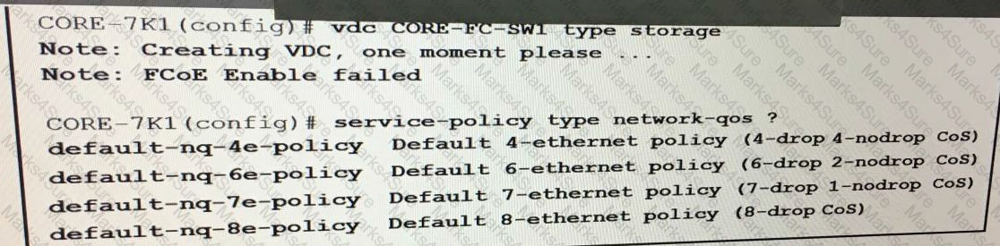 CORE-7K1(config)# vdc CORE-FC-SW1 type storage
Note: Creating VDC, one moment please ...
Note: FCoE Enable failed
CORE-7K1(config)# service-policy type network-qos ?
default-nq-4e-policy Default 4-ethernet policy (4-drop 4-nodrop CoS)
default-nq-6e-policy Default 6-ethernet policy (6-drop 2-nodrop CoS)
default-nq-7e-policy Default 7-ethernet policy (7-drop 1-nodrop CoS)
default-nq-8e-policy Default 8-ethernet policy (8-drop CoS)
Marks4Sure